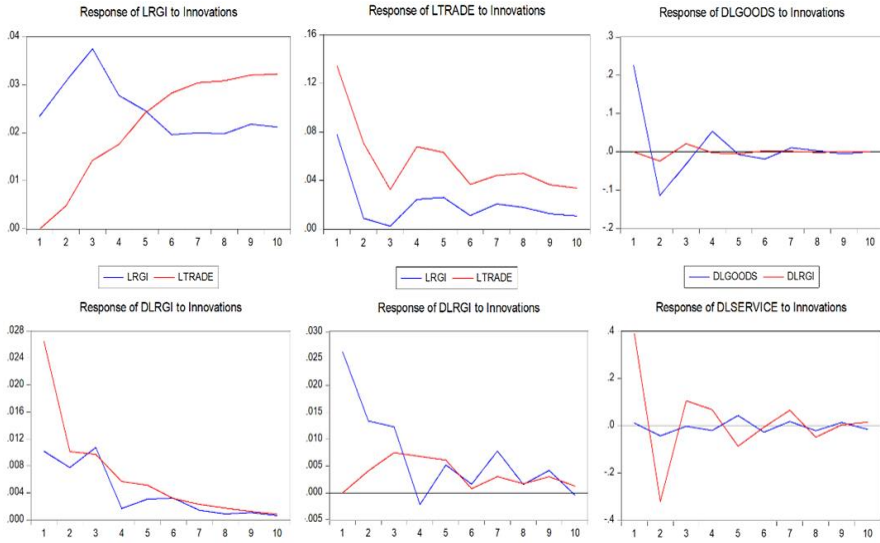 Response of LRGI to Innovations
.04
.03
.02
.01
.00
1 2 3 4 5 6 7 8 9 10
LRGI LTRADE
Response of LTRADE to Innovations
.16
.12
.08
.04
.00
1 2 3 4 5 6 7 8 9 10
LRGI LTRADE
Response of DLGOODS to Innovations
.3
.2
.1
.0
-.1
-.2
1 2 3 4 5 6 7 8 9 10
DLGOODS DLRGI
Response of DLRGI to Innovations
.028
.024
.020
.016
.012
.008
.004
.000
1 2 3 4 5 6 7 8 9 10
Response of DLRGI to Innovations
.030
.025
.020
.015
.010
.005
.000
-.005
1 2 3 4 5 6 7 8 9 10
Response of DLSERVICE to Innovations
.4
.2
.0
-.2
-.4
1 2 3 4 5 6 7 8 9 10